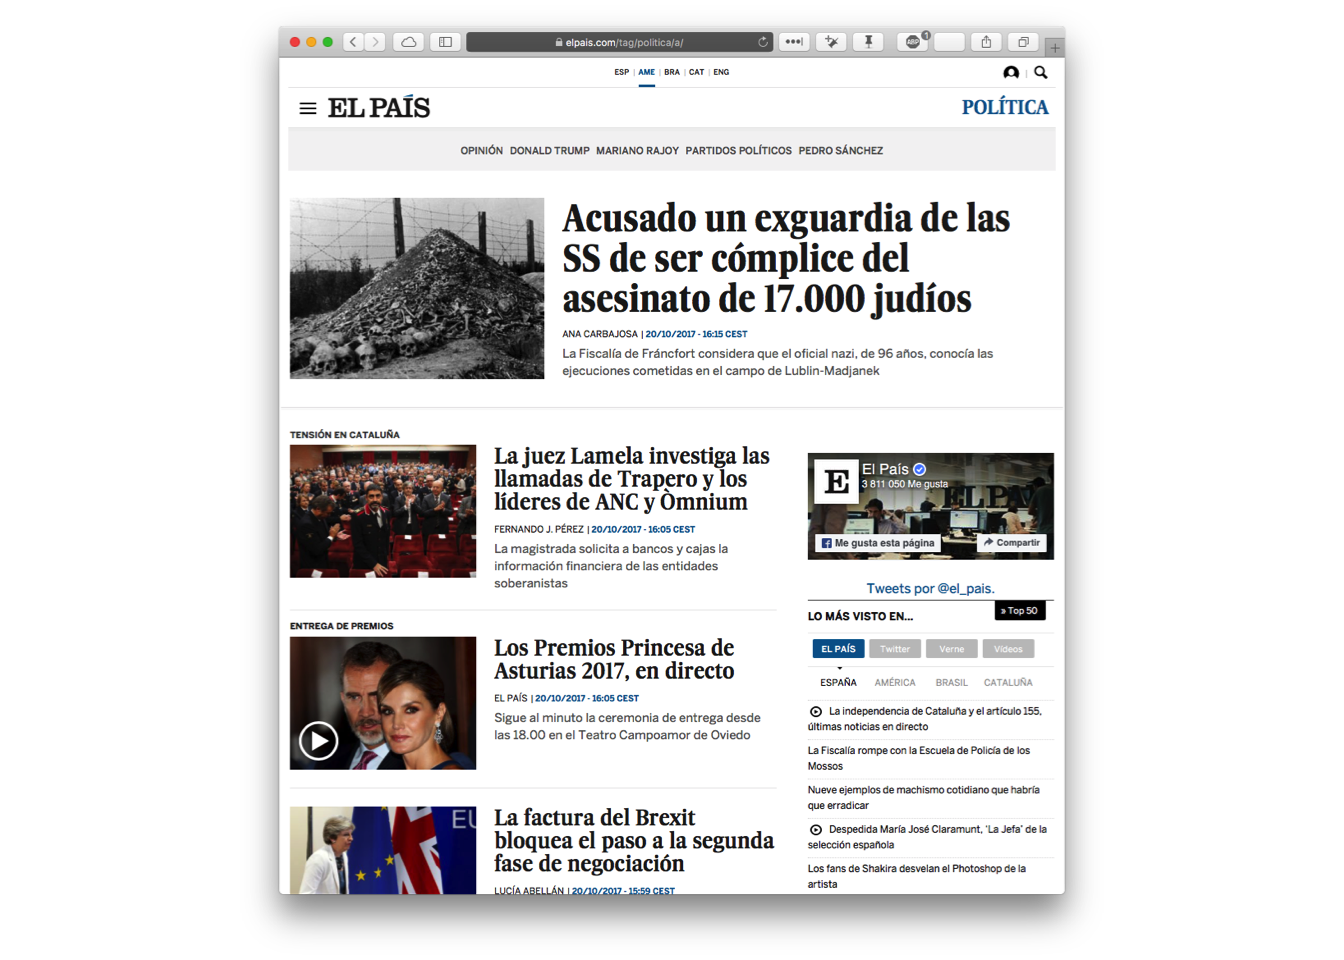 elpais.com/tag/politica/a/
ABP 1
ESP | AME | BRA | CAT | ENG
EL PAÍS
POLÍTICA
OPINIÓN DONALD TRUMP MARIANO RAJOY PARTIDOS POLÍTICOS PEDRO SÁNCHEZ
Acusado un exguardia de las
SS de ser cómplice del
asesinato de 17.000 judíos
ANA CARBAJOSA | 20/10/2017 - 16:15 CEST
La Fiscalía de Fráncfort considera que el oficial nazi, de 96 años, conocía las
ejecuciones cometidas en el campo de Lublin-Madjanek
TENSIÓN EN CATALUÑA
La juez Lamela investiga las
llamadas de Trapero y los
líderes de ANC y Òmnium
FERNANDO J. PÉREZ | 20/10/2017 - 16:05 CEST
La magistrada solicita a bancos y cajas la
información financiera de las entidades
soberanistas
ENTREGA DE PREMIOS
Los Premios Princesa de
Asturias 2017, en directo
EL PAÍS | 20/10/2017 - 16:05 CEST
Sigue al minuto la ceremonia de entrega desde
las 18.00 en el Teatro Campoamor de Oviedo
EU
La factura del Brexit
bloquea el paso a la segunda
fase de negociación
LUCÍA ABELLÁN | 20/10/2017 - 15:59 CEST
E
El País
3 811 050 Me gusta
EL PAÍ
Me gusta esta página
Compartir
Tweets por @el_pais.
LO MÁS VISTO EN...
» Top 50
EL PAÍS Twitter Verne Vídeos
ESPAÑA AMÉRICA BRASIL CATALUÑA
La independencia de Cataluña y el artículo 155,
últimas noticias en directo
La Fiscalía rompe con la Escuela de Policía de los
Mossos
Nueve ejemplos de machismo cotidiano que habría
que erradicar
Despedida María José Claramunt, ‘La Jefa’ de la
selección española
Los fans de Shakira desvelan el Photoshop de la
artista